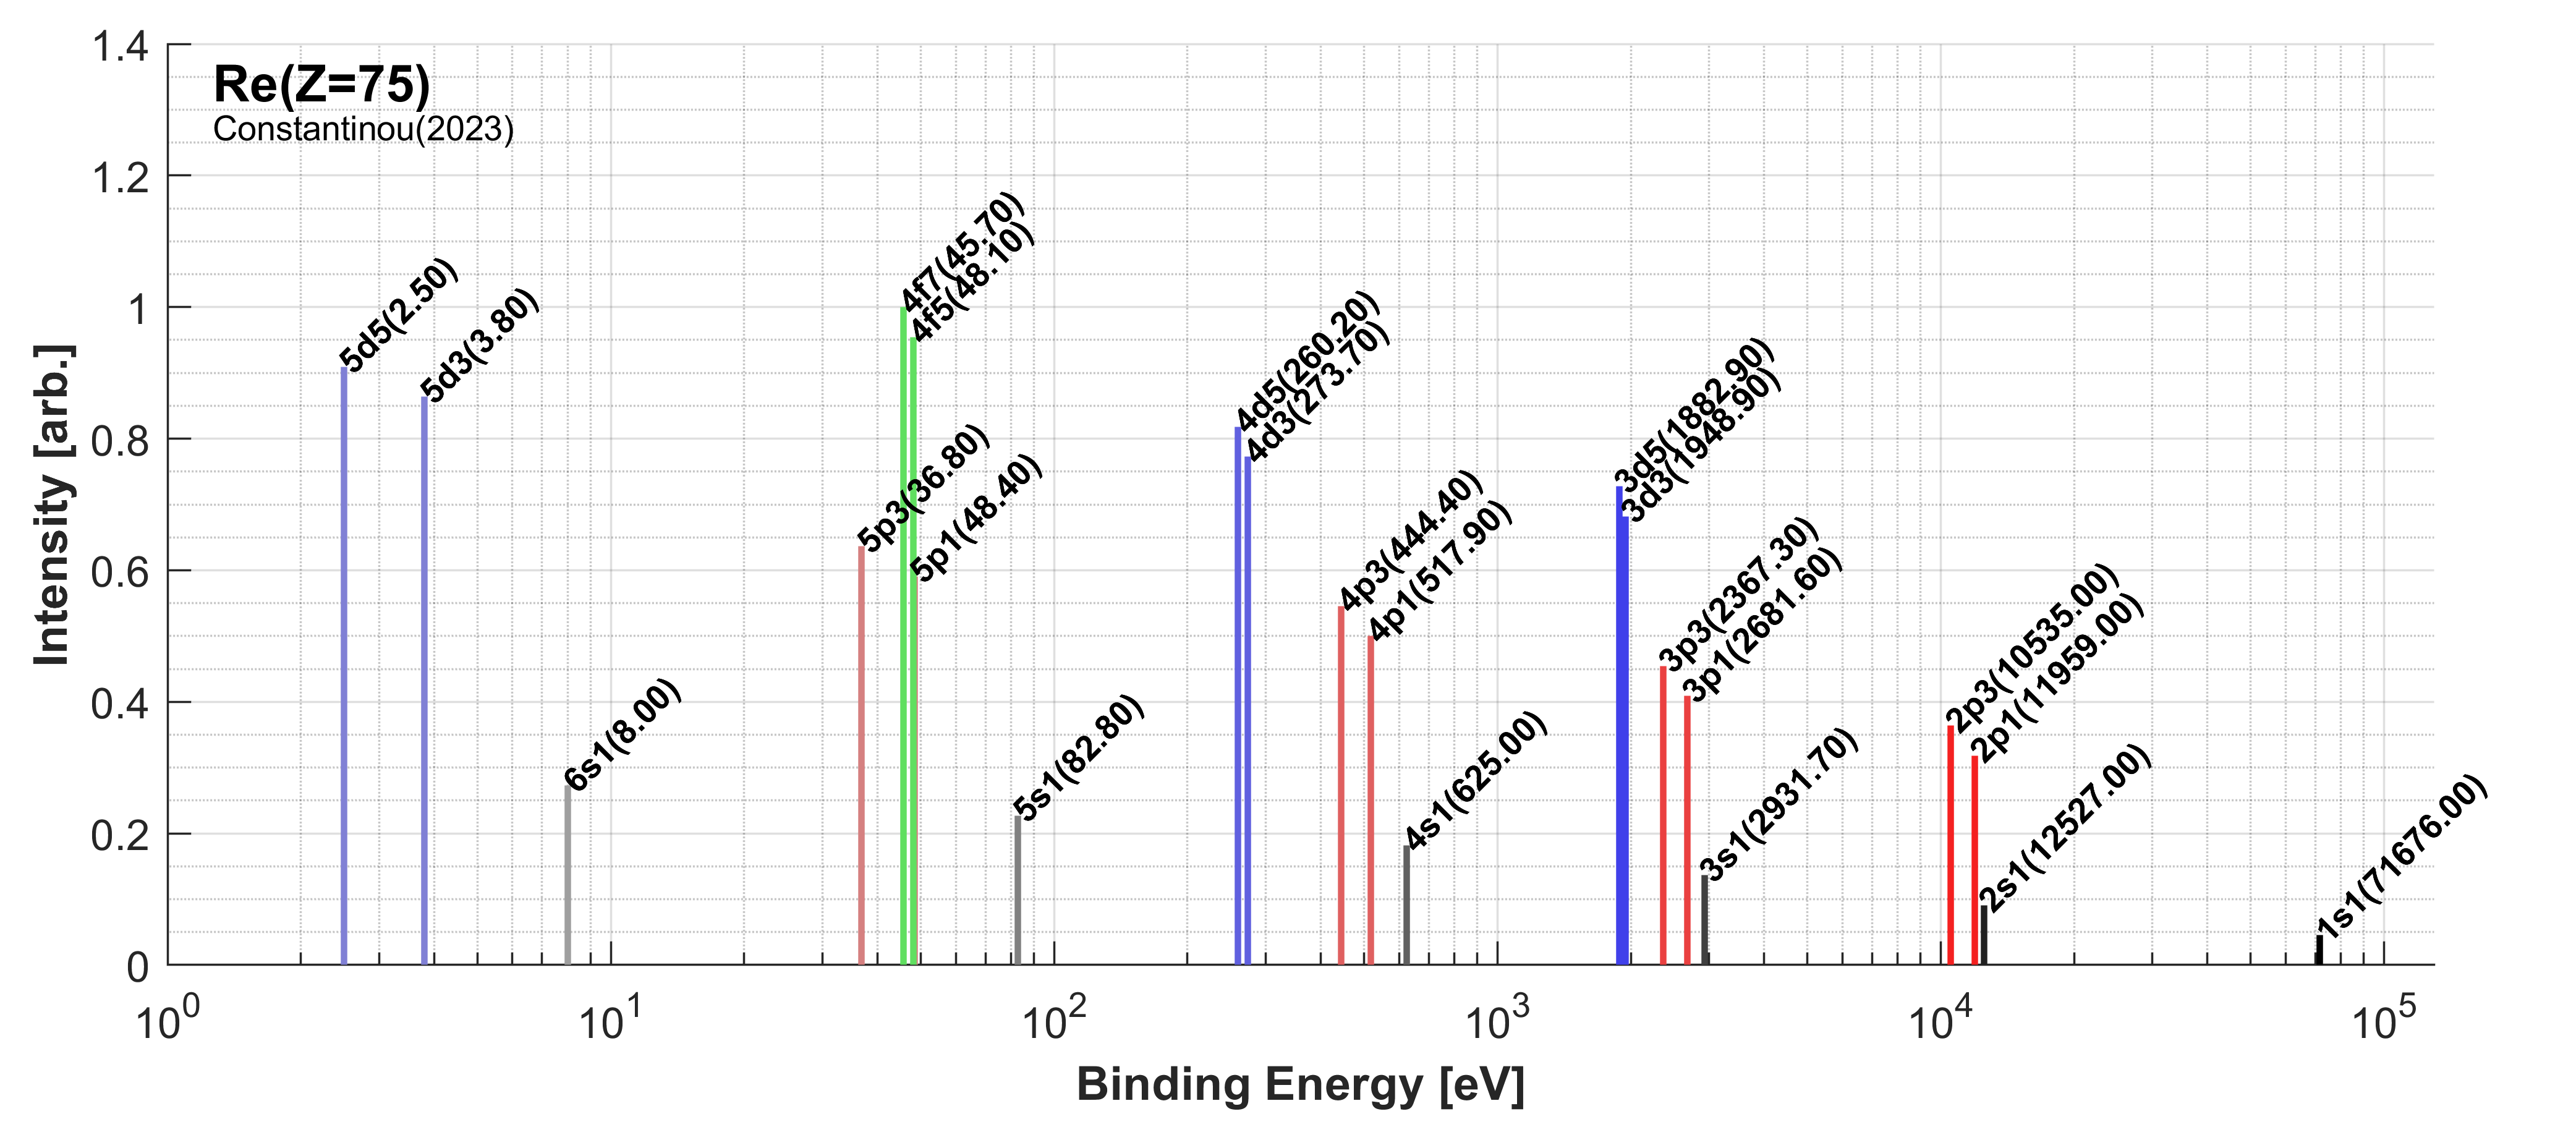 Re(Z=75)
Constantinou(2023)
Intensity [arb.]
1.4
1.2
1
0.8
0.6
0.4
0.2
0
5d5(2.50)
5d3(3.80)
6s1(8.00)
5p3(36.80)
4f7(45.70)
4f5(48.10)
5p1(48.40)
5s1(82.80)
4d5(260.20)
4d3(273.70)
4p3(444.40)
4p1(517.90)
4s1(625.00)
3d5(1882.90)
3d3(1948.90)
3p3(2367.30)
3p1(2681.60)
3s1(2931.70)
2p3(10535.00)
2p1(11959.00)
2s1(12527.00)
1s1(71676.00)
10^0 10^1 10^2 10^3 10^4 10^5
Binding Energy [eV]